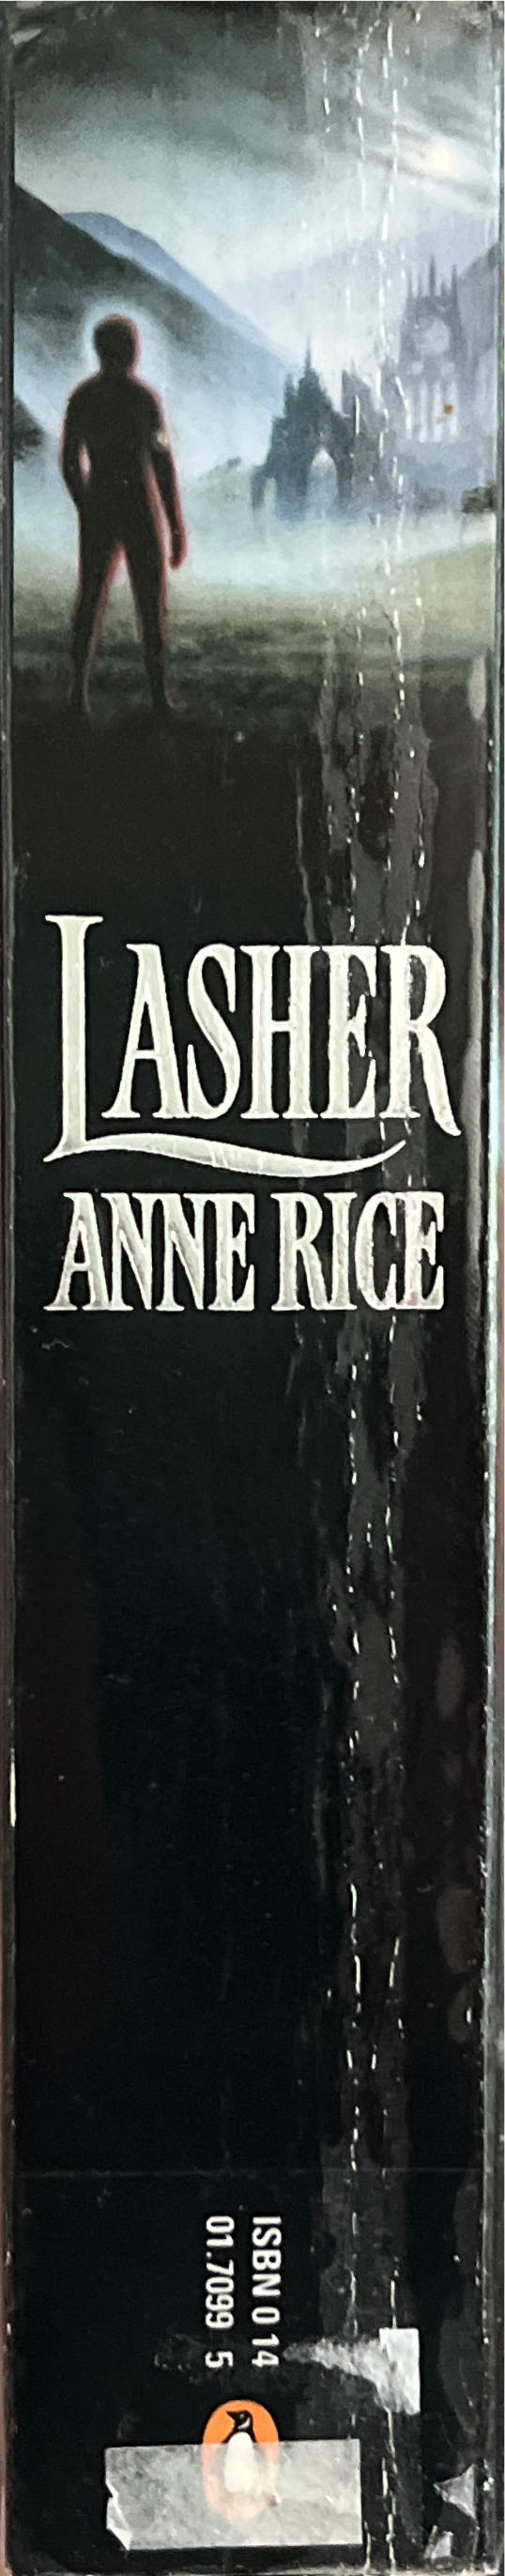 LASHER
ANNE RICE
ISBN 0 14
01.7099 5